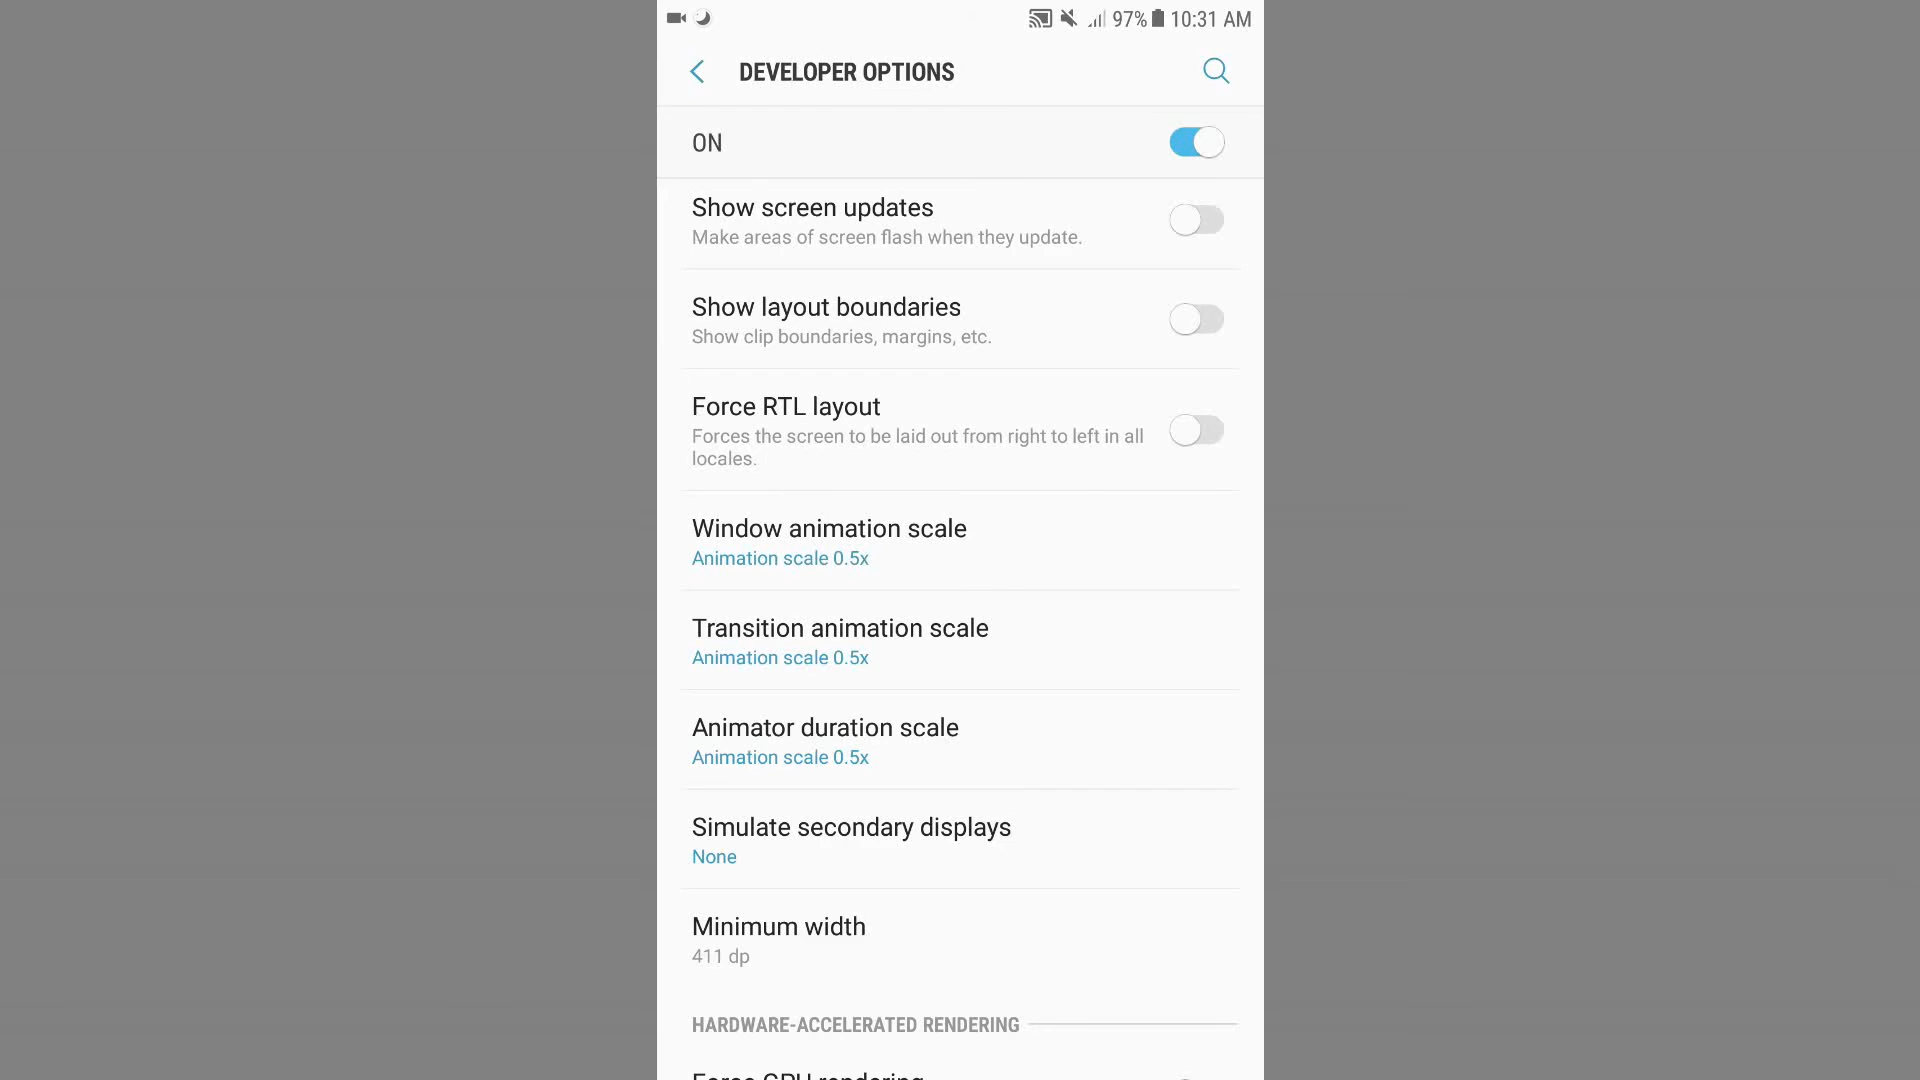 97% 10:31 AM
DEVELOPER OPTIONS
ON
Show screen updates
Make areas of screen flash when they update.
Show layout boundaries
Show clip boundaries, margins, etc.
Force RTL layout
Forces the screen to be laid out from right to left in all
locales.
Window animation scale
Animation scale 0.5x
Transition animation scale
Animation scale 0.5x
Animator duration scale
Animation scale 0.5x
Simulate secondary displays
None
Minimum width
411 dp
HARDWARE-ACCELERATED RENDERING
Force GPU rendering